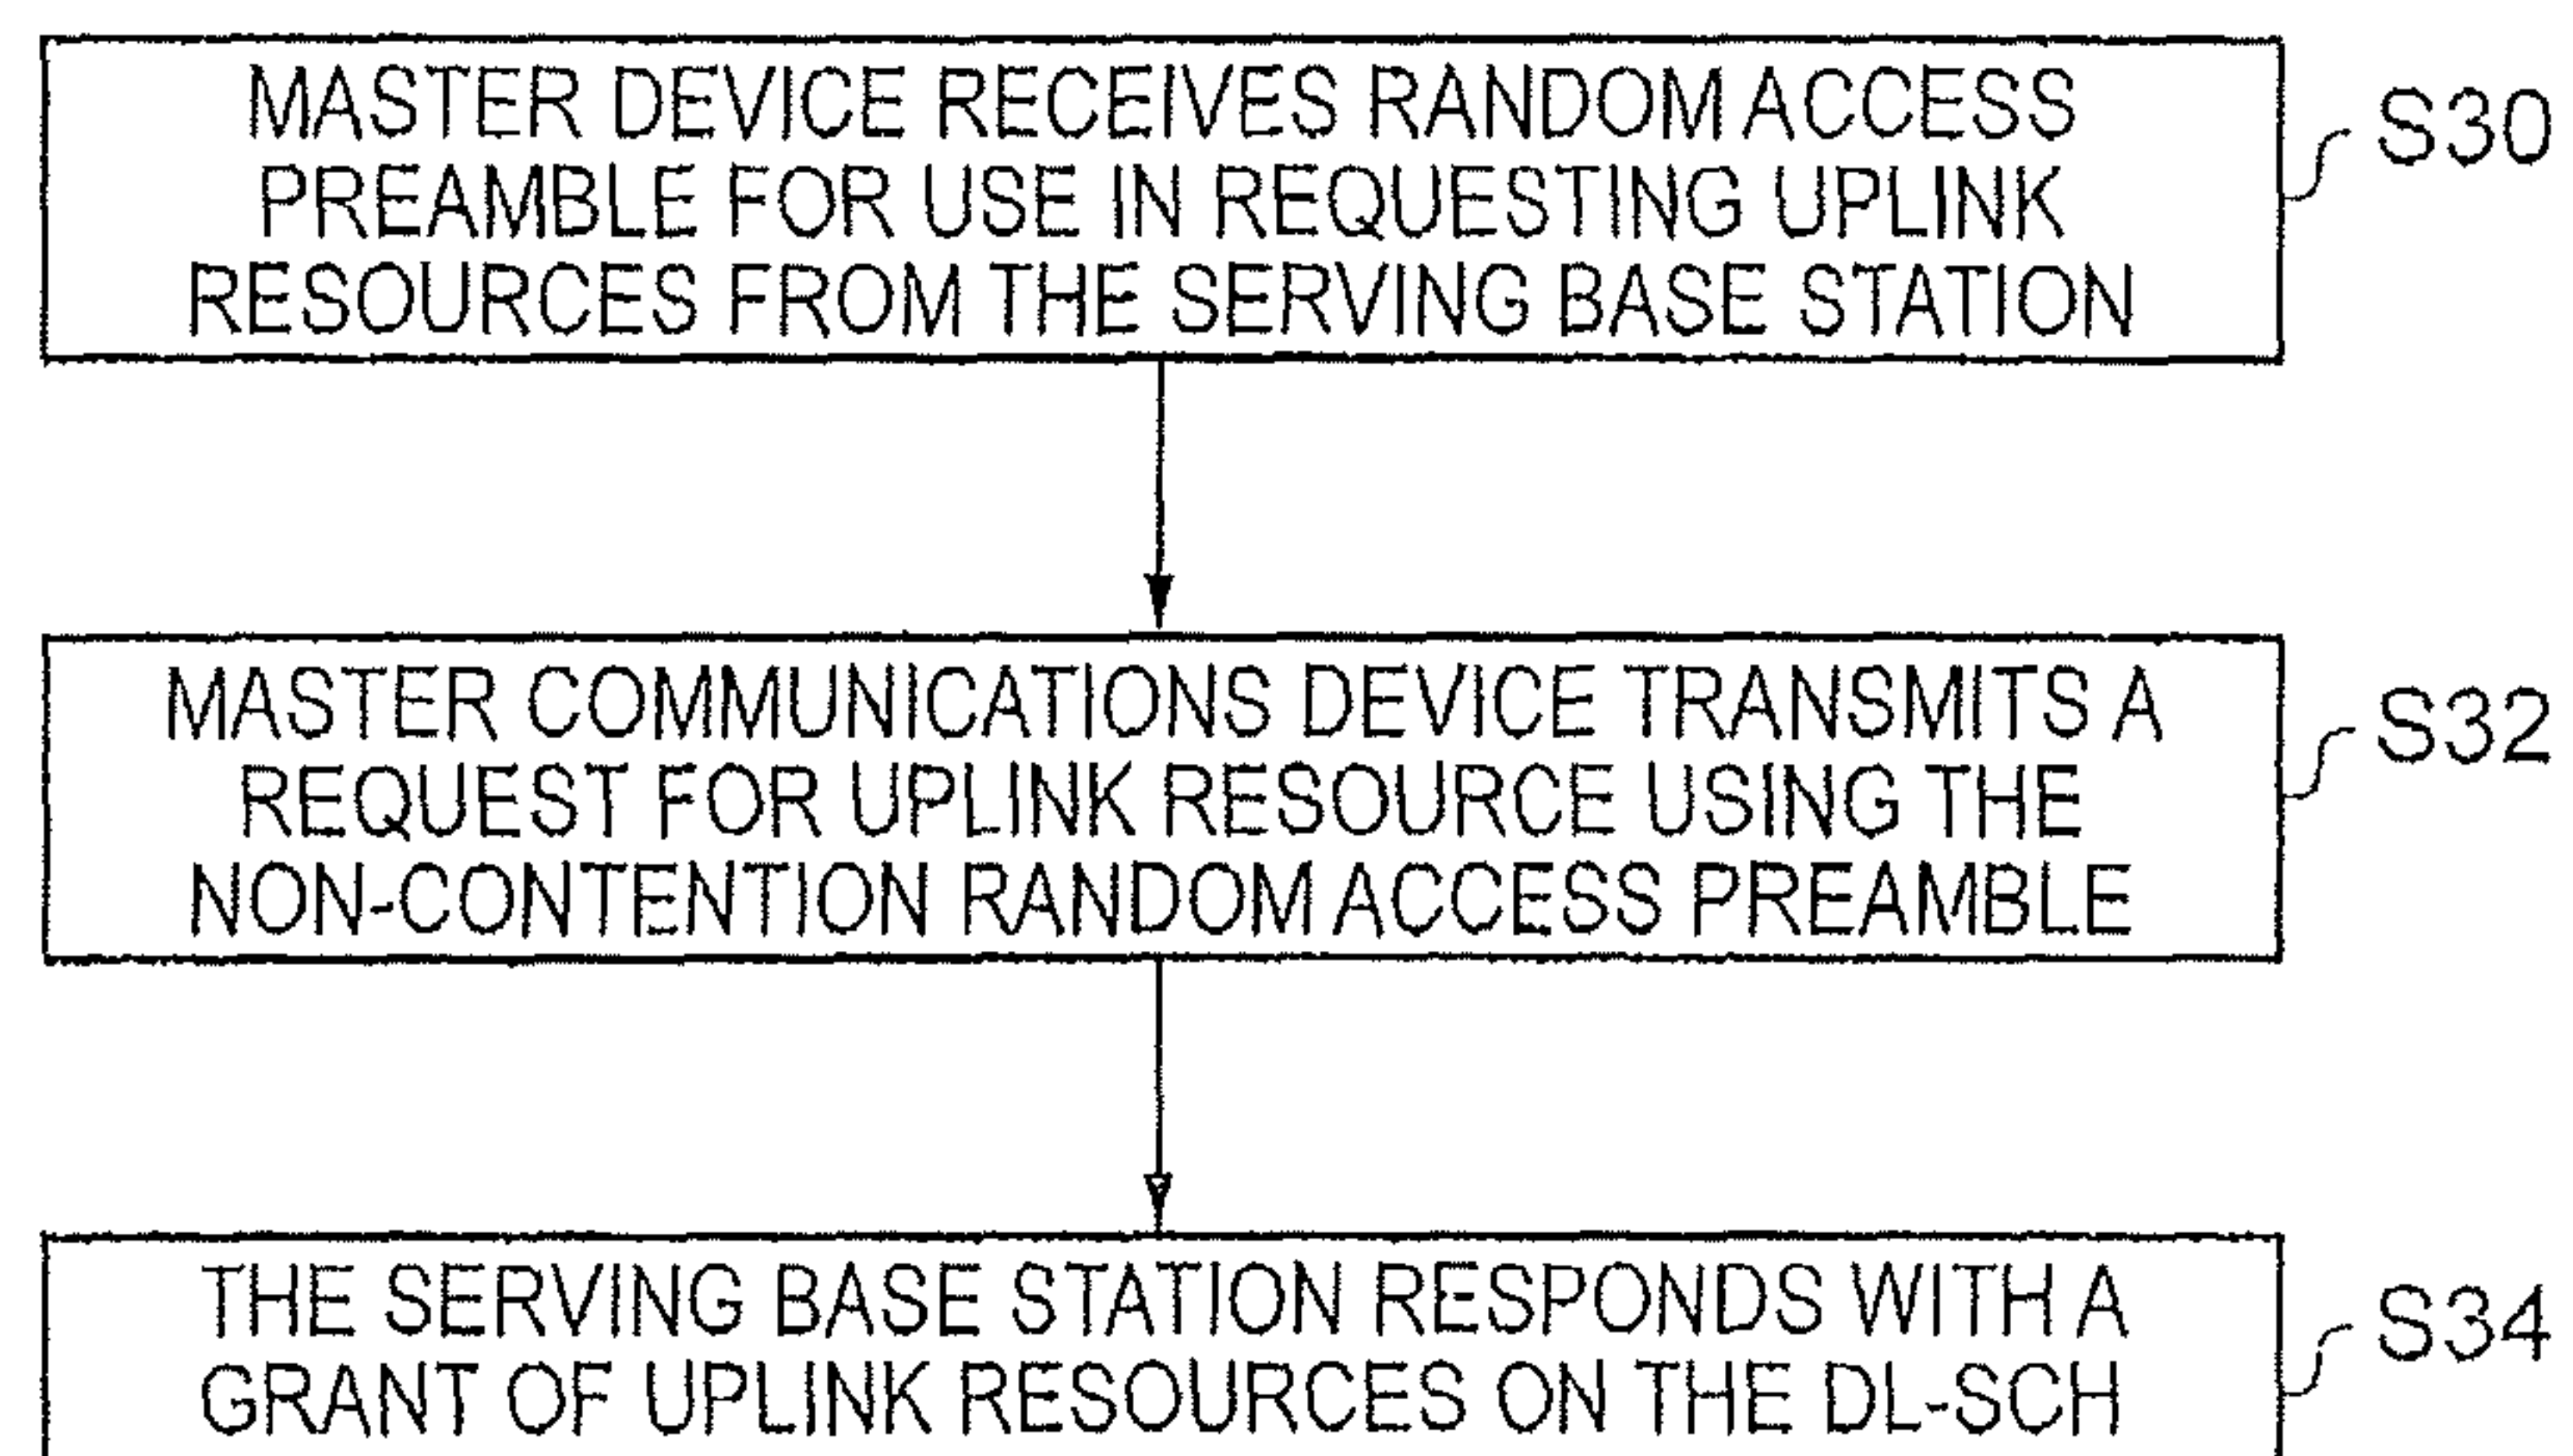 MASTER DEVICE RECEIVES RANDOM ACCESS
PREAMBLE FOR USE IN REQUESTING UPLINK
RESOURCES FROM THE SERVING BASE STATION
S30
MASTER COMMUNICATIONS DEVICE TRANSMITS A
REQUEST FOR UPLINK RESOURCE USING THE
NON-CONTENTION RANDOM ACCESS PREAMBLE
S32
THE SERVING BASE STATION RESPONDS WITH A
GRANT OF UPLINK RESOURCES ON THE DL-SCH
S34